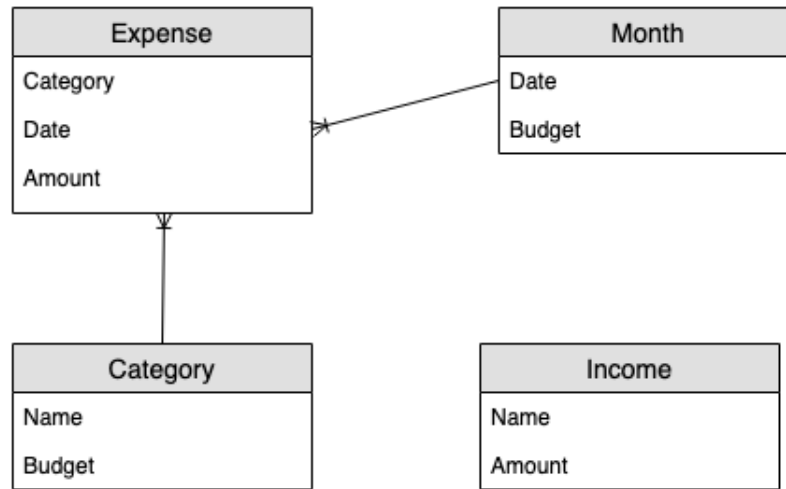 Expense
Category
Date
Amount
Month
Date
Budget
Category
Name
Budget
Income
Name
Amount